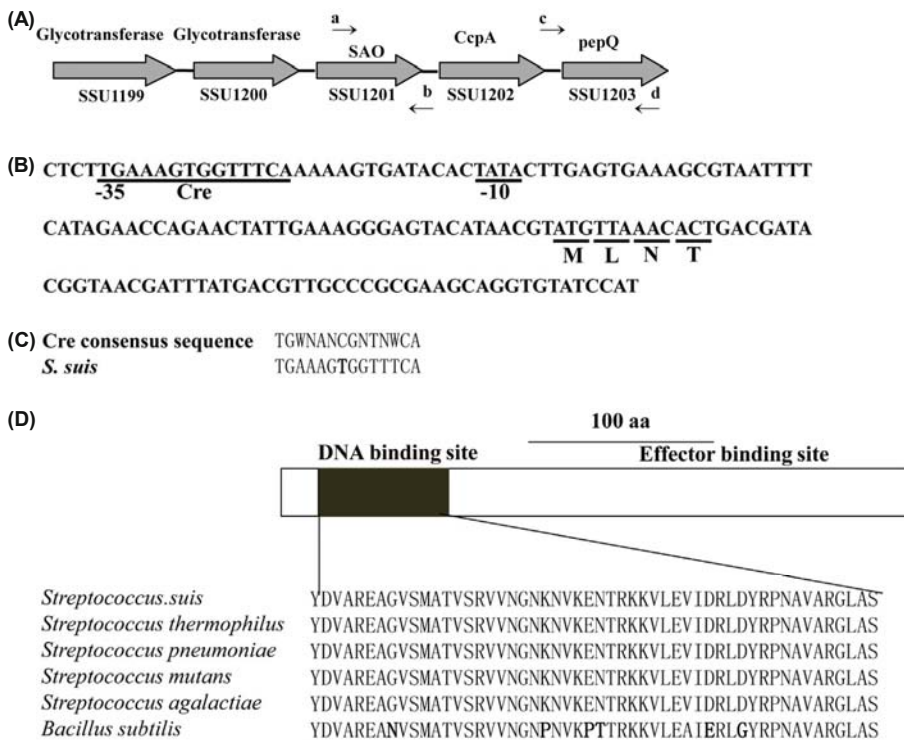 (A)
a c
Glycotransferase Glycotransferase SAO CcpA pepQ
SSU1199 SSU1200 SSU1201 b SSU1202 SSU1203 d
(B)
CTCTTGAAAGTGGTTTCAAAAAGTGATACACTATACTTGAGTGAAAGCGTAATTTT
-35 Cre -10
CATAGAACCAGAACTATTGAAAGGGAGTACATAACGTATGTTAAACACTGACGATA
M L N T
CGGTAACGATTTATGACGTTGCCCGCGAAGCAGGTGTATCCAT
(C)
Cre consensus sequence TGWNANCGNTNWCA
S. suis TGAAAGTGGTTTCA
(D)
100 aa
DNA binding site Effector binding site
Streptococcus.suis YDVAREAGVSMATVSRVVNGNKNVKENTRKKVLEVIDRLDYRPNAVARGLAS
Streptococcus thermophilus YDVAREAGVSMATVSRVVNGNKNVKENTRKKVLEVIDRLDYRPNAVARGLAS
Streptococcus pneumoniae YDVAREAGVSMATVSRVVNGNKNVKENTRKKVLEVIDRLDYRPNAVARGLAS
Streptococcus mutans YDVAREAGVSMATVSRVVNGNKNVKENTRKKVLEVIDRLDYRPNAVARGLAS
Streptococcus agalactiae YDVAREAGVSMATVSRVVNGNKNVKENTRKKVLEVIDRLDYRPNAVARGLAS
Bacillus subtilis YDVAREANVSMATVSRVVNGNPNVKPTTRKKVLEAIERLGYRPNAVARGLAS